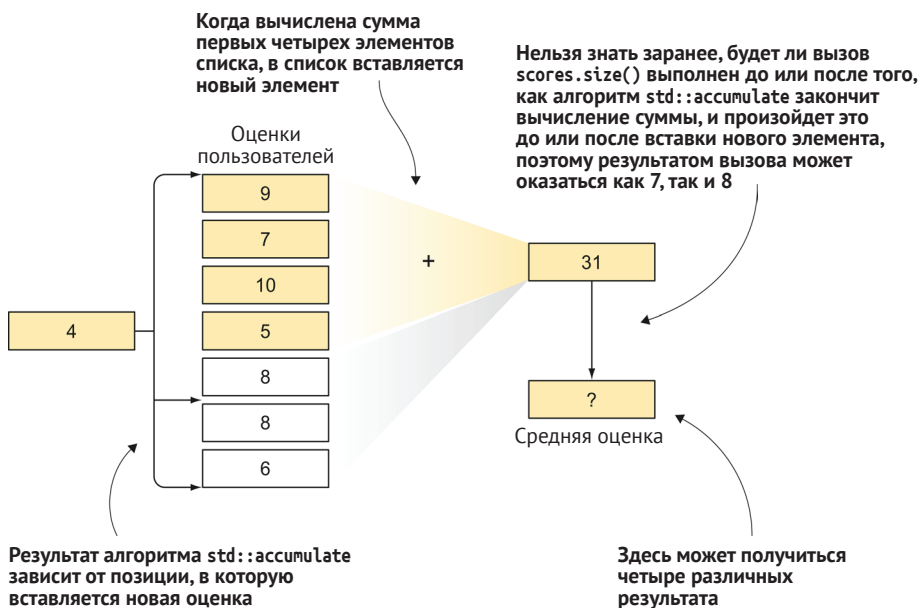 Когда вычислена сумма
первых четырех элементов
списка, в список вставляется
новый элемент
Нельзя знать заранее, будет ли вызов
scores.size() выполнен до или после того,
как алгоритм std::accumulate закончит
вычисление суммы, и произойдет это
до или после вставки нового элемента,
поэтому результатом вызова может
оказаться как 7, так и 8
Оценки
пользователей
9
7
10
5
8
8
6
4
+
31
?
Средняя оценка
Результат алгоритма std::accumulate
зависит от позиции, в которую
вставляется новая оценка
Здесь может получиться
четыре различных
результата